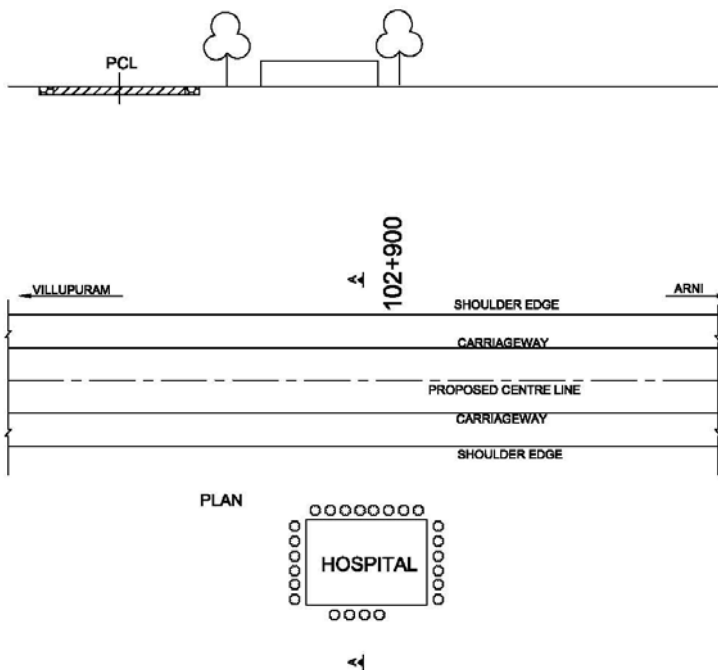 PCL
A
102+900
VILLUPURAM
ARNI
SHOULDER EDGE
CARRIAGEWAY
PROPOSED CENTRE LINE
CARRIAGEWAY
SHOULDER EDGE
PLAN
HOSPITAL
A